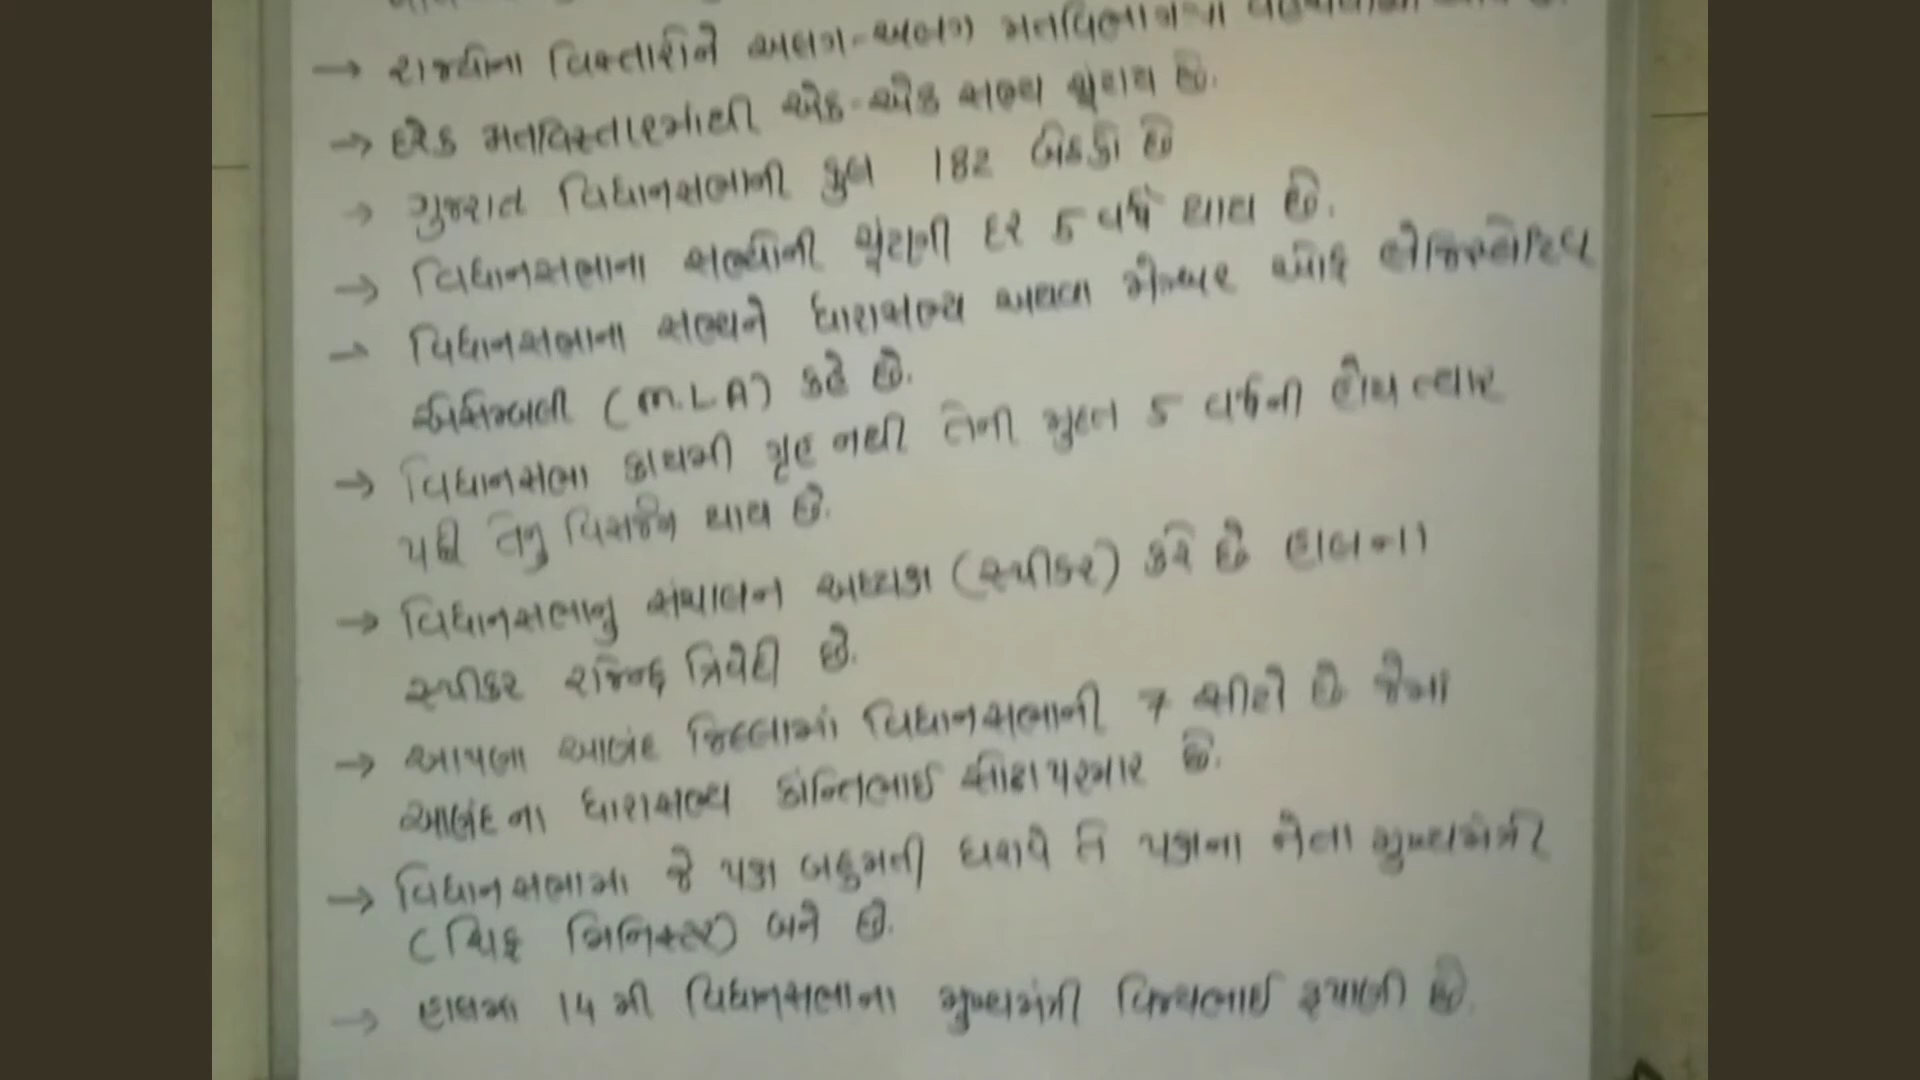 → રાજ્યોના વિસ્તારોને અલગ-અલગ મતવિભાગમાં
→ દરેક મતવિસ્તારમાંથી એક-એક સભ્ય ચૂંટાય છે.
→ ગુજરાત વિધાનસભાની કુલ 182 બેઠકો છે
→ વિધાનસભાના સભ્યોની ચૂંટણી દર 5 વર્ષે થાય છે.
→ વિધાનસભાના સભ્યને ધારાસભ્ય અથવા મેમ્બર ઓફ લેજિસ્લેટિવ
એસેમ્બલી (M.L.A) કહે છે.
→ વિધાનસભા કાયમી ગૃહ નથી તેની મુદત 5 વર્ષની હોય ત્યાર
પછી તેનુ વિસર્જન થાય છે.
→ વિધાનસભાનુ સંચાલન અધ્યક્ષ (સ્પીકર) કરે છે હાલના
સ્પીકર રાજેન્દ્ર ત્રિવેદી છે.
→ આપણા આણંદ જિલ્લામાં વિધાનસભાની 7 સીટો છે જેમાં
આણંદના ધારાસભ્ય કાંન્તિભાઈ સોઢા પરમાર છે.
→ વિધાનસભામા જે પક્ષ બહુમતી ધરાવે તે પક્ષના નેતા મુખ્યમંત્રી
(ચિફ મિનિસ્ટર) બને છે.
→ હાલમા 14 મી વિધાનસભાના મુખ્યમંત્રી વિજયભાઈ રૂપાણી છે.